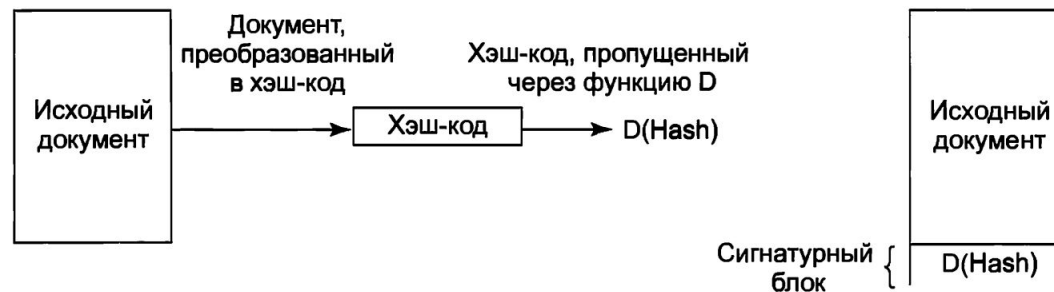 Исходный
документ
Документ,
преобразованный
в хэш-код
Хэш-код
Хэш-код, пропущенный
через функцию D
D(Hash)
Исходный
документ
Сигнатурный
блок
D(Hash)